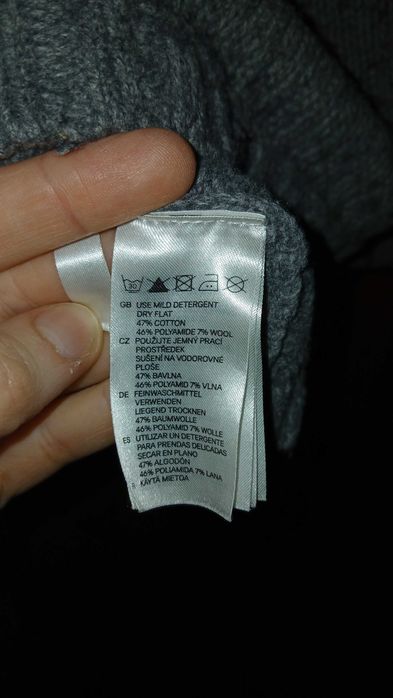 30
GB USE MILD DETERGENT
DRY FLAT
47% COTTON
46% POLYAMIDE 7% WOOL
CZ POUŽIJTE JEMNÝ PRACÍ
PROSTŘEDEK
SUŠENÍ NA VODOROVNÉ
PLOŠE
47% BAVLNA
46% POLYAMID 7% VLNA
DE FEINWASCHMITTEL
VERWENDEN
LIEGEND TROCKNEN
47% BAUMWOLLE
46% POLYAMID 7% WOLLE
ES UTILIZAR UN DETERGENTE
PARA PRENDAS DELICADAS
SECAR EN PLANO
47% ALGODÓN
46% POLIAMIDA 7% LANA
KÄYTÄ MIETOA